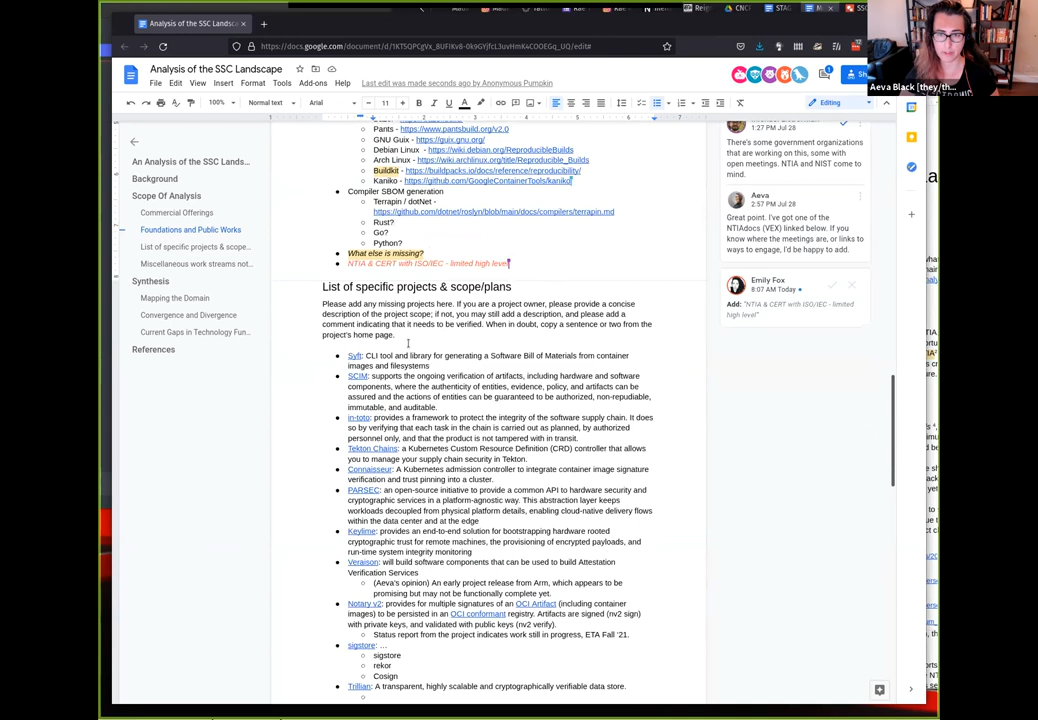 Analysis of the SSC Landsca
docs.google.com/document/d/1KT5QPCgVx_8UFIKv8-0k9GYjfcL3uvHmK4COOEGq_UQ/edit#
Analysis of the SSC Landscape
File Edit View Insert Format Tools Add-ons Help Last edit was made seconds ago by Anonymous Pumpkin
100% Normal text Arial 11 Editing
Aeva Black [they/th
An Analysis of the SSC Lands...
Background
Scope Of Analysis
Commercial Offerings
Foundations and Public Works
List of specific projects & scope...
Miscellaneous work streams not...
Synthesis
Mapping the Domain
Convergence and Divergence
Current Gaps in Technology Fun...
References
Pants - https://www.pantsbuild.org/v2.0
GNU Guix - https://guix.gnu.org/
Debian Linux - https://wiki.debian.org/ReproducibleBuilds
Arch Linux - https://wiki.archlinux.org/title/Reproducible_Builds
Buildkit - https://buildpacks.io/docs/reference/reproducibility/
Kaniko - https://github.com/GoogleContainerTools/kaniko
Compiler SBOM generation
Terrapin / dotNet -
https://github.com/dotnet/roslyn/blob/main/docs/compilers/terrapin.md
Rust?
Go?
Python?
What else is missing?
NTIA & CERT with ISO/IEC - limited high level
List of specific projects & scope/plans
Please add any missing projects here. If you are a project owner, please provide a concise
description of the project scope; if not, you may still add a description, and please add a
comment indicating that it needs to be verified. When in doubt, copy a sentence or two from the
project's home page.
Syft: CLI tool and library for generating a Software Bill of Materials from container
images and filesystems
SCIM: supports the ongoing verification of artifacts, including hardware and software
components, where the authenticity of entities, evidence, policy, and artifacts can be
assured and the actions of entities can be guaranteed to be authorized, non-repudiable,
immutable, and auditable.
in-toto: provides a framework to protect the integrity of the software supply chain. It does
so by verifying that each task in the chain is carried out as planned, by authorized
personnel only, and that the product is not tampered with in transit.
Tekton Chains: a Kubernetes Custom Resource Definition (CRD) controller that allows
you to manage your supply chain security in Tekton.
Connaisseur: A Kubernetes admission controller to integrate container image signature
verification and trust pinning into a cluster.
PARSEC: an open-source initiative to provide a common API to hardware security and
cryptographic services in a platform-agnostic way. This abstraction layer keeps
workloads decoupled from physical platform details, enabling cloud-native delivery flows
within the data center and at the edge
Keylime: provides an end-to-end solution for bootstrapping hardware rooted
cryptographic trust for remote machines, the provisioning of encrypted payloads, and
run-time system integrity monitoring
Veraison: will build software components that can be used to build Attestation
Verification Services
(Aeva's opinion) An early project release from Arm, which appears to be
promising but may not be functionally complete yet.
Notary v2: provides for multiple signatures of an OCI Artifact (including container
images) to be persisted in an OCI conformant registry. Artifacts are signed (nv2 sign)
with private keys, and validated with public keys (nv2 verify).
Status report from the project indicates work still in progress, ETA Fall '21.
sigstore: ...
sigstore
rekor
Cosign
Trillian: A transparent, highly scalable and cryptographically verifiable data store.
1:27 PM Jul 28
There's some government organizations
that are working on this, some with
open meetings. NTIA and NIST come to
mind.
Aeva
2:57 PM Jul 28
Great point. I've got one of the
NTIAdocs (VEX) linked below. If you
know where the meetings are, or links to
ways to engage, I'd be happy to add.
Emily Fox
8:07 AM Today
Add: "NTIA & CERT with ISO/IEC - limited
high level"